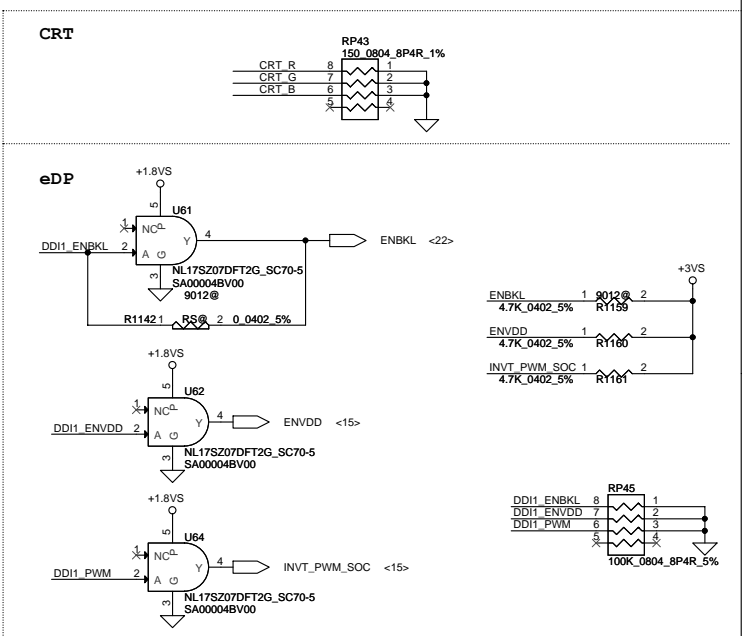 CRT
RP43
150_0804_8P4R_1%
CRT_R 8 1
CRT_G 7 2
CRT_B 6 3
5 4
eDP
+1.8VS
5
U61
1 NC P
DDI1_ENBKL 2 A G Y 4
ENBKL <22>
3
NL17SZ07DFT2G_SC70-5
SA00004BV00
9012@
R1142 1 RS@ 2 0_0402_5%
+3VS
ENBKL 1 9012@ 2
4.7K_0402_5% R1159
ENVDD 1 2
4.7K_0402_5% R1160
INVT_PWM_SOC 1 2
4.7K_0402_5% R1161
+1.8VS
5
U62
1 NC P
DDI1_ENVDD 2 A G Y 4
ENVDD <15>
3
NL17SZ07DFT2G_SC70-5
SA00004BV00
+1.8VS
5
U64
1 NC P
DDI1_PWM 2 A G Y 4
INVT_PWM_SOC <15>
3
NL17SZ07DFT2G_SC70-5
SA00004BV00
RP45
DDI1_ENBKL 8 1
DDI1_ENVDD 7 2
DDI1_PWM 6 3
5 4
100K_0804_8P4R_5%